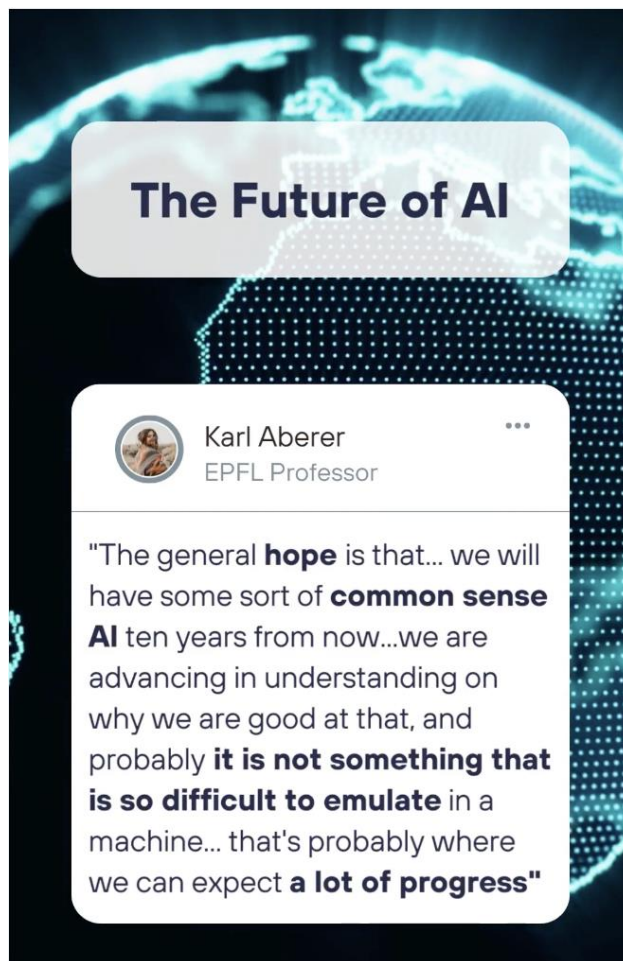 The Future of AI
Karl Aberer
EPFL Professor
"The general hope is that... we will
have some sort of common sense
AI ten years from now...we are
advancing in understanding on
why we are good at that, and
probably it is not something that
is so difficult to emulate in a
machine... that's probably where
we can expect a lot of progress"